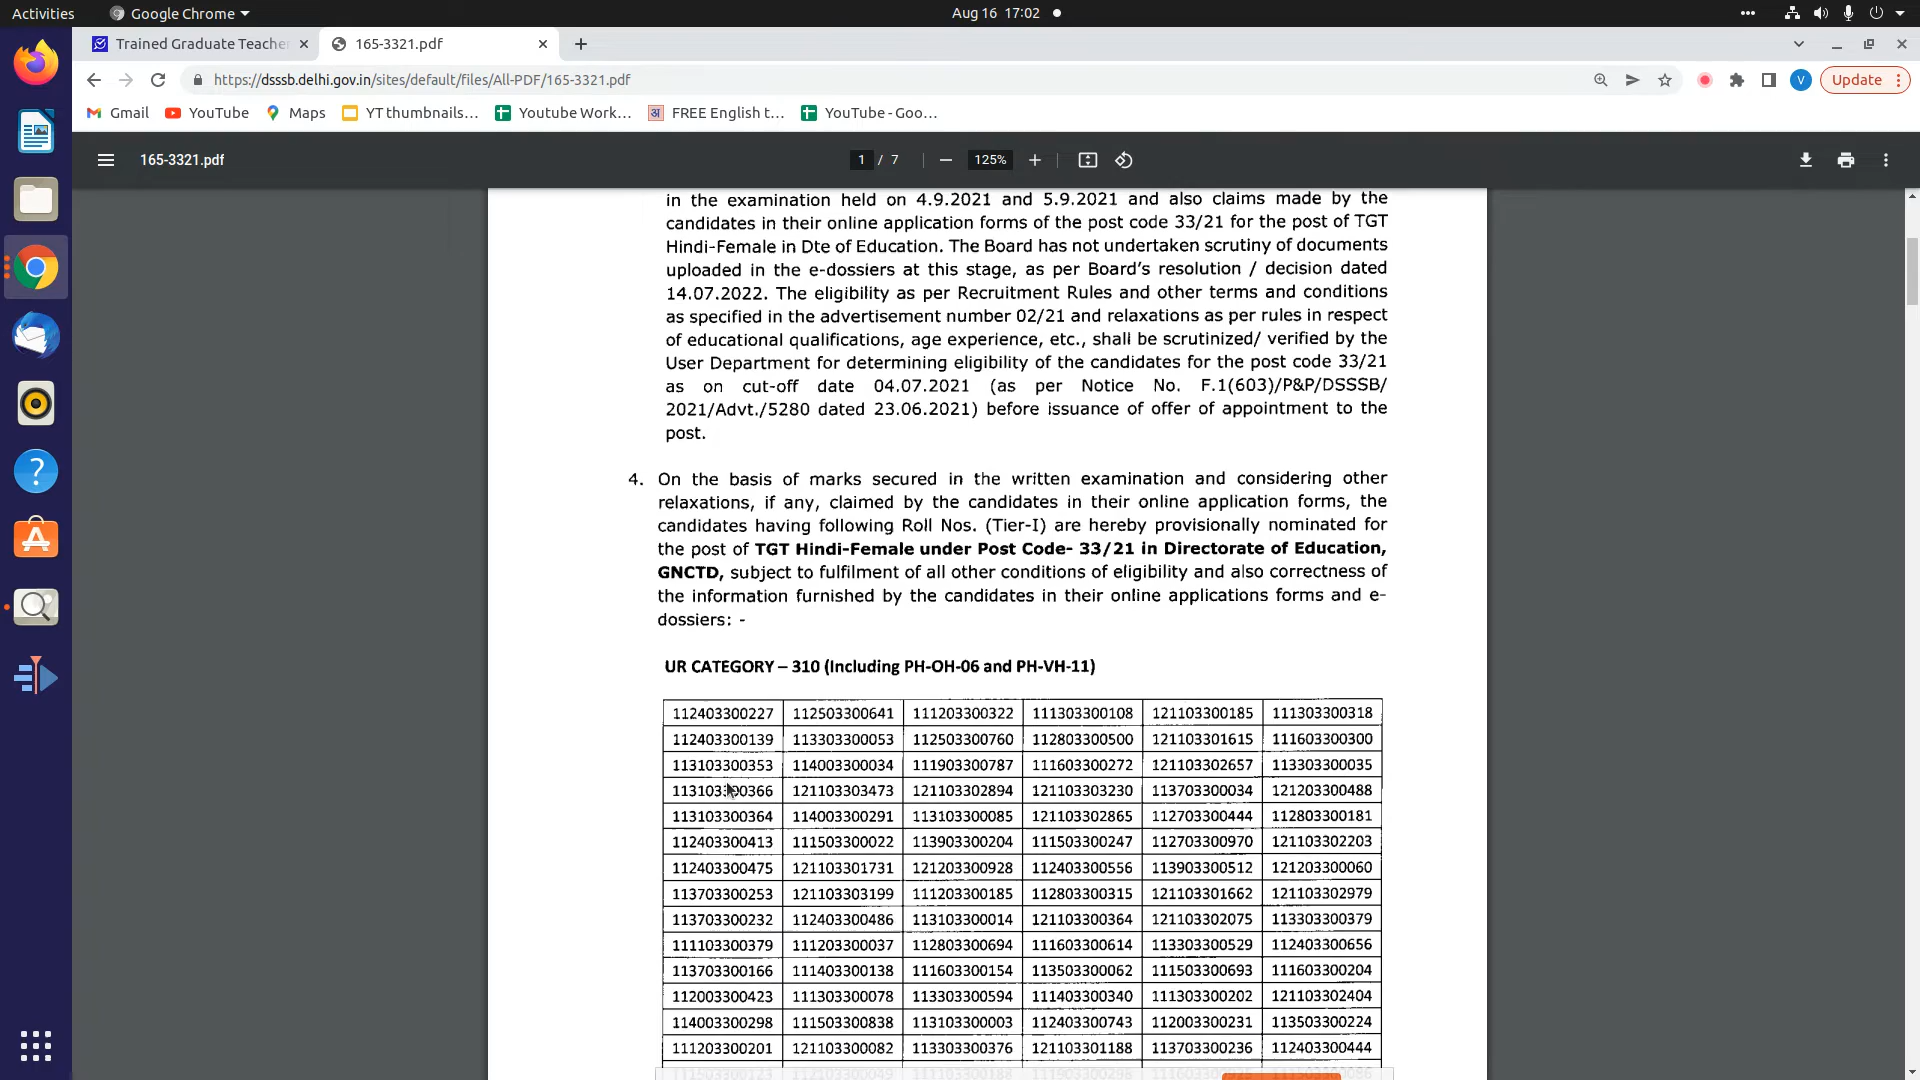 Activities
Google Chrome
Aug 16 17:02
Trained Graduate Teache
165-3321.pdf
https://dsssb.delhi.gov.in/sites/default/files/All-PDF/165-3321.pdf
V
Update
Gmail
YouTube
Maps
YT thumbnails...
Youtube Work...
FREE English t...
YouTube - Goo...
165-3321.pdf
1 / 7
125%
in the examination held on 4.9.2021 and 5.9.2021 and also claims made by the
candidates in their online application forms of the post code 33/21 for the post of TGT
Hindi-Female in Dte of Education. The Board has not undertaken scrutiny of documents
uploaded in the e-dossiers at this stage, as per Board's resolution / decision dated
14.07.2022. The eligibility as per Recruitment Rules and other terms and conditions
as specified in the advertisement number 02/21 and relaxations as per rules in respect
of educational qualifications, age experience, etc., shall be scrutinized/ verified by the
User Department for determining eligibility of the candidates for the post code 33/21
as on cut-off date 04.07.2021 (as per Notice No. F.1(603)/P&P/DSSSB/
2021/Advt./5280 dated 23.06.2021) before issuance of offer of appointment to the
post.
4. On the basis of marks secured in the written examination and considering other
relaxations, if any, claimed by the candidates in their online application forms, the
candidates having following Roll Nos. (Tier-I) are hereby provisionally nominated for
the post of TGT Hindi-Female under Post Code- 33/21 in Directorate of Education,
GNCTD, subject to fulfilment of all other conditions of eligibility and also correctness of
the information furnished by the candidates in their online applications forms and e-
dossiers: -
UR CATEGORY – 310 (Including PH-OH-06 and PH-VH-11)
112403300227 112503300641 111203300322 111303300108 121103300185 111303300318
112403300139 113303300053 112503300760 112803300500 121103301615 111603300300
113103300353 114003300034 111903300787 111603300272 121103302657 113303300035
113103300366 121103303473 121103302894 121103303230 113703300034 121203300488
113103300364 114003300291 113103300085 121103302865 112703300444 112803300181
112403300413 111503300022 113903300204 111503300247 112703300970 121103302203
112403300475 121103301731 121203300928 112403300556 113903300512 121203300060
113703300253 121103303199 111203300185 112803300315 121103301662 121103302979
113703300232 112403300486 113103300014 121103300364 121103302075 113303300379
111103300379 111203300037 112803300694 111603300614 113303300529 112403300656
113703300166 111403300138 111603300154 113503300062 111503300693 111603300204
112003300423 111303300078 113303300594 111403300340 111303300202 121103302404
114003300298 111503300838 113103300003 112403300743 112003300231 113503300224
111203300201 121103300082 113303300376 121103301188 113703300236 112403300444